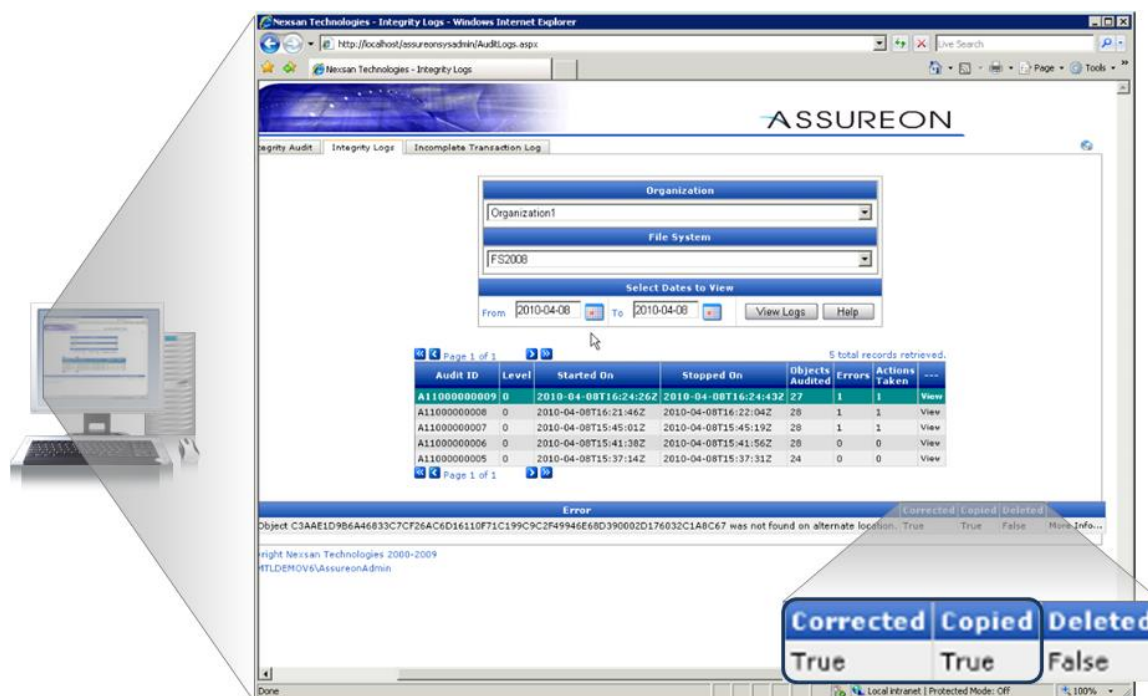 Nexsan Technologies - Integrity Logs - Windows Internet Explorer
http://localhost/assureonsysadmin/AuditLogs.aspx
Live Search
Nexsan Technologies - Integrity Logs
Page Tools
ASSUREON
tegrity Audit Integrity Logs Incomplete Transaction Log
Organization
Organization1
File System
FS2008
Select Dates to View
From 2010-04-08 To 2010-04-08 View Logs Help
Page 1 of 1 5 total records retrieved.
Audit ID Level Started On Stopped On Objects Audited Errors Actions Taken ---
A11000000009 0 2010-04-08T16:24:26Z 2010-04-08T16:24:43Z 27 1 1 View
A11000000008 0 2010-04-08T16:21:46Z 2010-04-08T16:22:04Z 28 1 1 View
A11000000007 0 2010-04-08T15:45:01Z 2010-04-08T15:45:19Z 28 1 1 View
A11000000006 0 2010-04-08T15:41:38Z 2010-04-08T15:41:56Z 28 0 0 View
A11000000005 0 2010-04-08T15:37:14Z 2010-04-08T15:37:31Z 24 0 0 View
Page 1 of 1
Error Corrected Copied Deleted
Object C3AAE1D9B6A46833C7CF26AC6D16110F71C199C9C2F49946E68D390002D176032C1A8C67 was not found on alternate location. True True False More Info...
right Nexsan Technologies 2000-2009
MTLDEMOV6\AssureonAdmin
Corrected Copied Deleted
True True False
Done Local intranet | Protected Mode: Off 100%